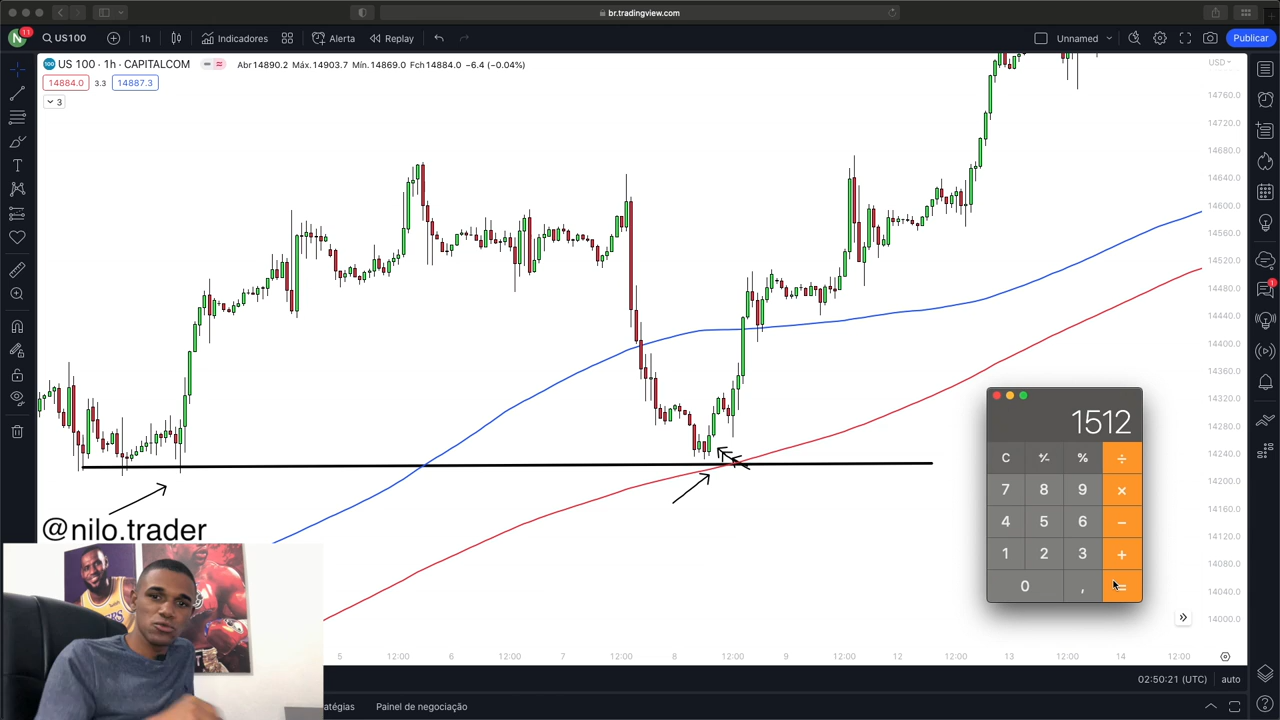 br.tradingview.com
N
11
US100
1h
Indicadores
Alerta
Replay
Unnamed
Publicar
100
US 100 · 1h · CAPITALCOM
Abr14890.2 Máx.14903.7 Mín.14869.0 Fch14884.0 −6.4 (−0.04%)
USD
14884.0
3.3
14887.3
3
14760.0
14720.0
14680.0
14640.0
14600.0
14560.0
14520.0
14480.0
14440.0
14400.0
14360.0
14320.0
14280.0
14240.0
14200.0
14160.0
14120.0
14080.0
14040.0
14000.0
1
1512
C ⁺∕₋ % ÷
7 8 9 ×
4 5 6 −
1 2 3 +
0 , =
@nilo.trader
5 12:00 6 12:00 7 12:00 8 12:00 9 12:00 12 12:00 13 12:00 14 12:00
02:50:21 (UTC)
auto
atégias
Painel de negociação